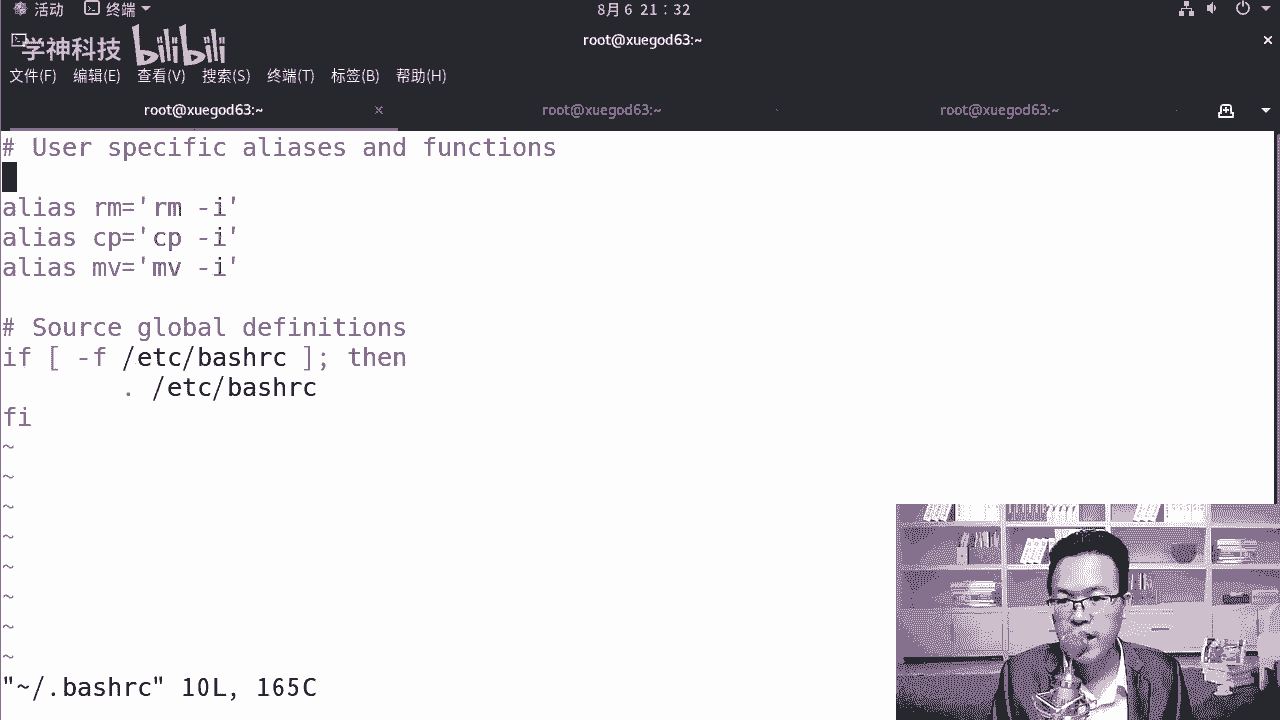 活动 终端 8月 6 21：32
学神科技 bilibili root@xuegod63:~ ×
文件(F) 编辑(E) 查看(V) 搜索(S) 终端(T) 标签(B) 帮助(H)
root@xuegod63:~ × root@xuegod63:~ root@xuegod63:~
# User specific aliases and functions
alias rm='rm -i'
alias cp='cp -i'
alias mv='mv -i'
# Source global definitions
if [ -f /etc/bashrc ]; then
. /etc/bashrc
fi
~
~
~
~
~
~
~
~
"~/.bashrc" 10L, 165C